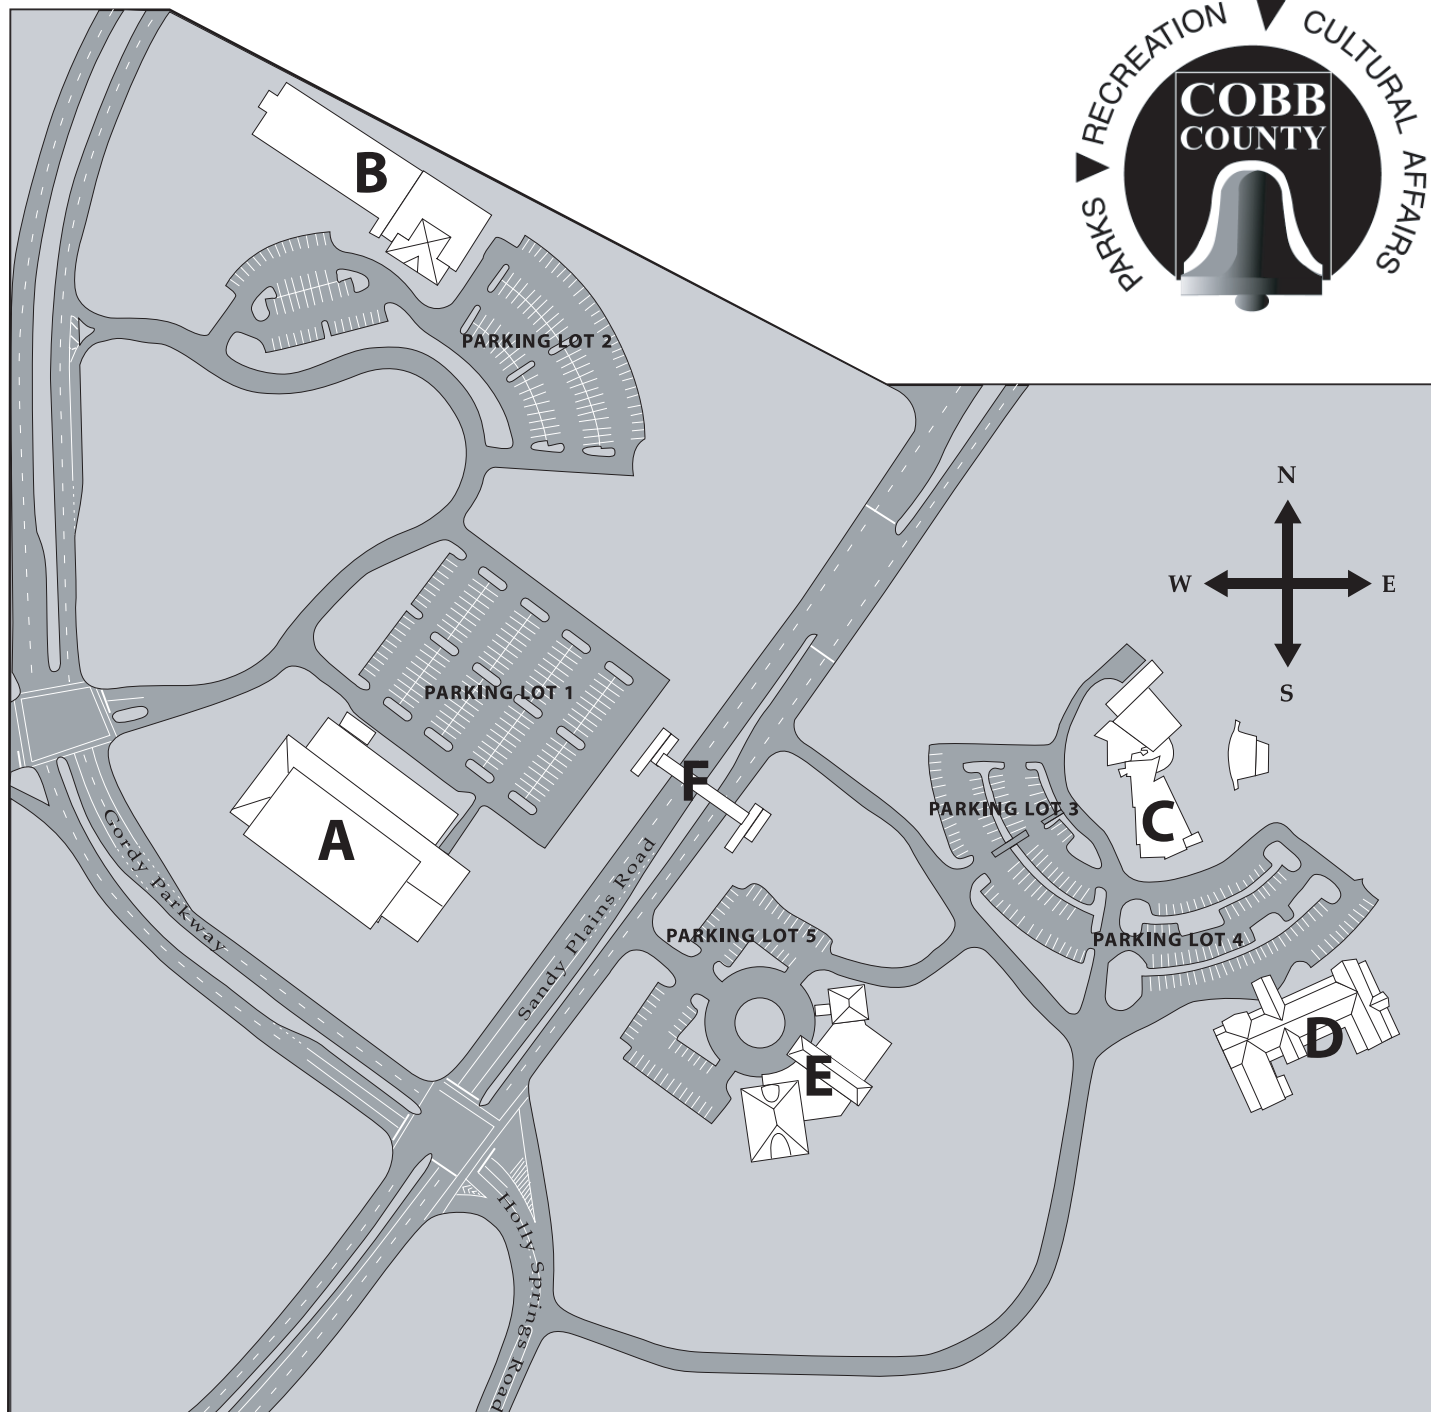 PARKS ▼ RECREATION ▼ CULTURAL AFFAIRS
COBB
COUNTY
B
PARKING LOT 2
N
W E
S
PARKING LOT 1
F
A
PARKING LOT 3
C
Gordy Parkway
Sandy Plains Road
PARKING LOT 5
PARKING LOT 4
D
E
Holly Springs Road